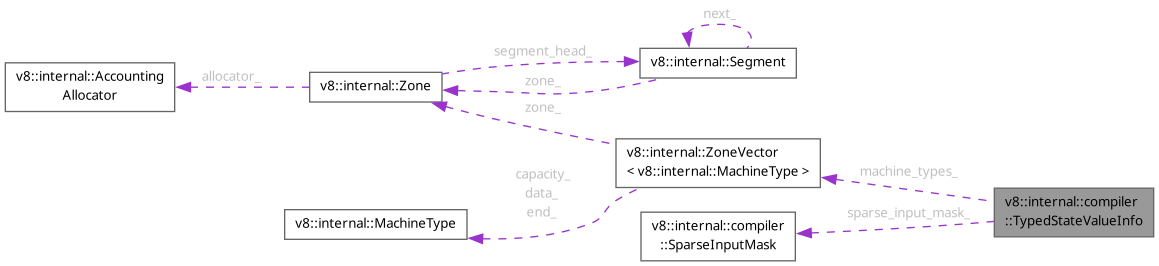 next_
v8::internal::Accounting
Allocator
allocator_
v8::internal::Zone
segment_head_
zone_
zone_
v8::internal::Segment
v8::internal::ZoneVector
< v8::internal::MachineType >
capacity_
data_
end_
v8::internal::MachineType
machine_types_
sparse_input_mask_
v8::internal::compiler
::SparseInputMask
v8::internal::compiler
::TypedStateValueInfo